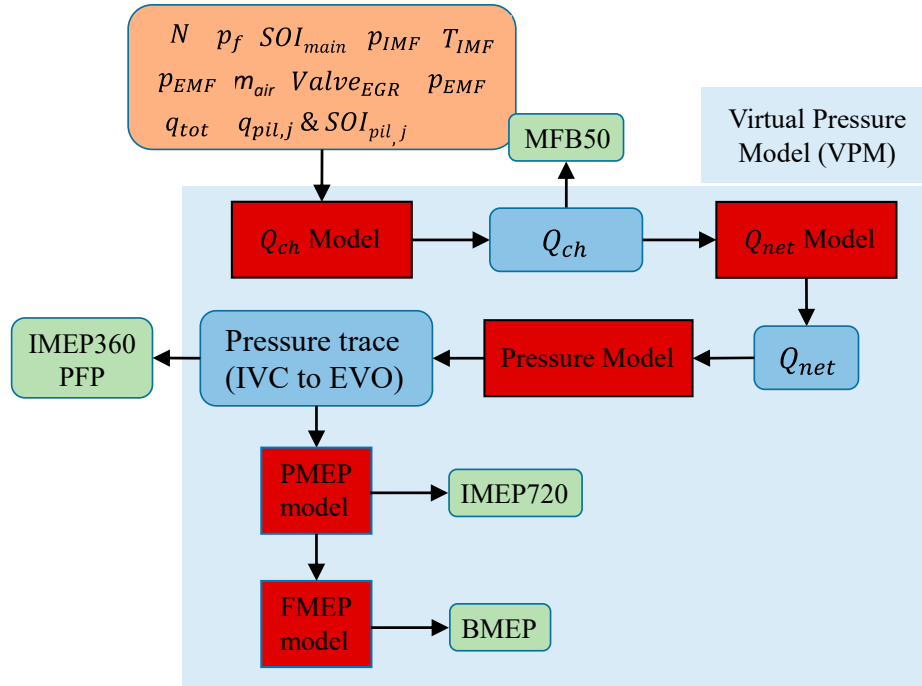 N p_f SOI_main p_IMF T_IMF
p_EMF m_air Valve_EGR p_EMF
q_tot q_pil,j & SOI_pil,j
MFB50
Virtual Pressure
Model (VPM)
Q_ch Model
Q_ch
Q_net Model
IMEP360
PFP
Pressure trace
(IVC to EVO)
Pressure Model
Q_net
PMEP
model
IMEP720
FMEP
model
BMEP